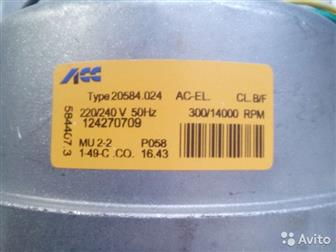 ACC
Type 20584.024 AC-EL. CL.B/F
220/240 V 50Hz 300/14000 RPM
124270709
MU 2-2 P058
1-49-C .CO. 16.43
584407.3
Avito